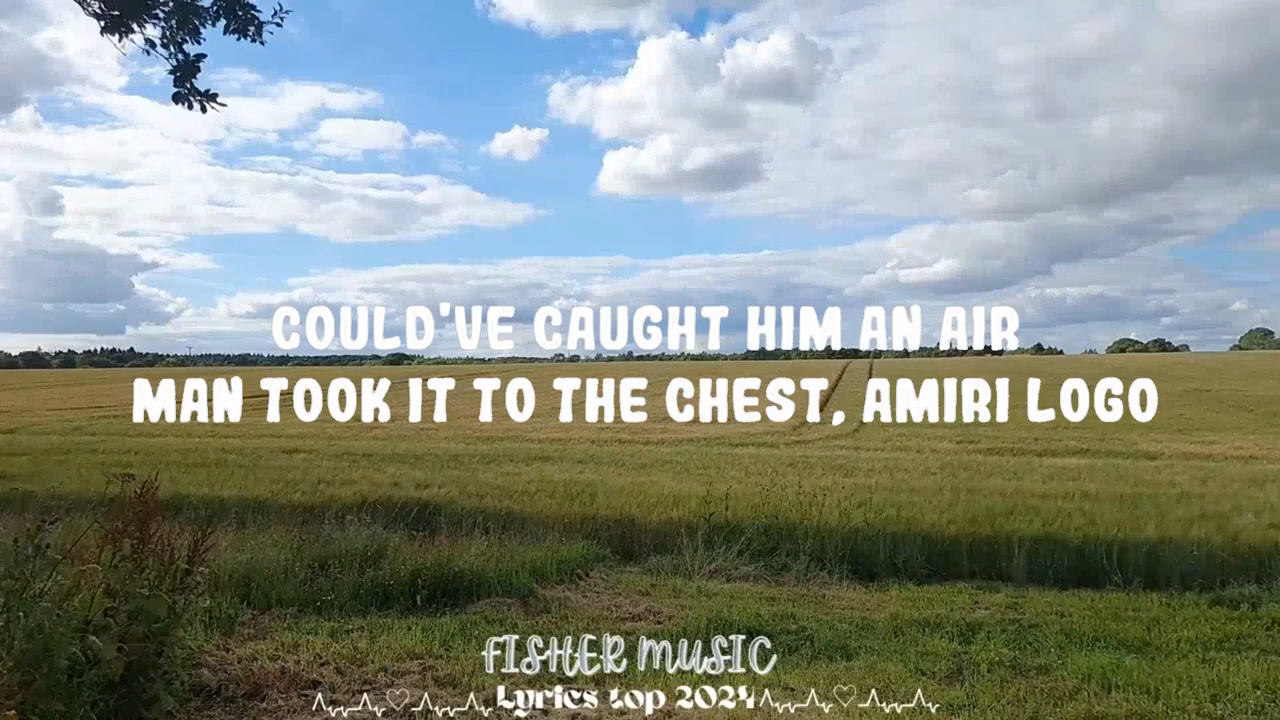 COULD'VE CAUGHT HIM AN AIR
MAN TOOK IT TO THE CHEST, AMIRI LOGO
FISHER MUSIC
Lyrics top 2024